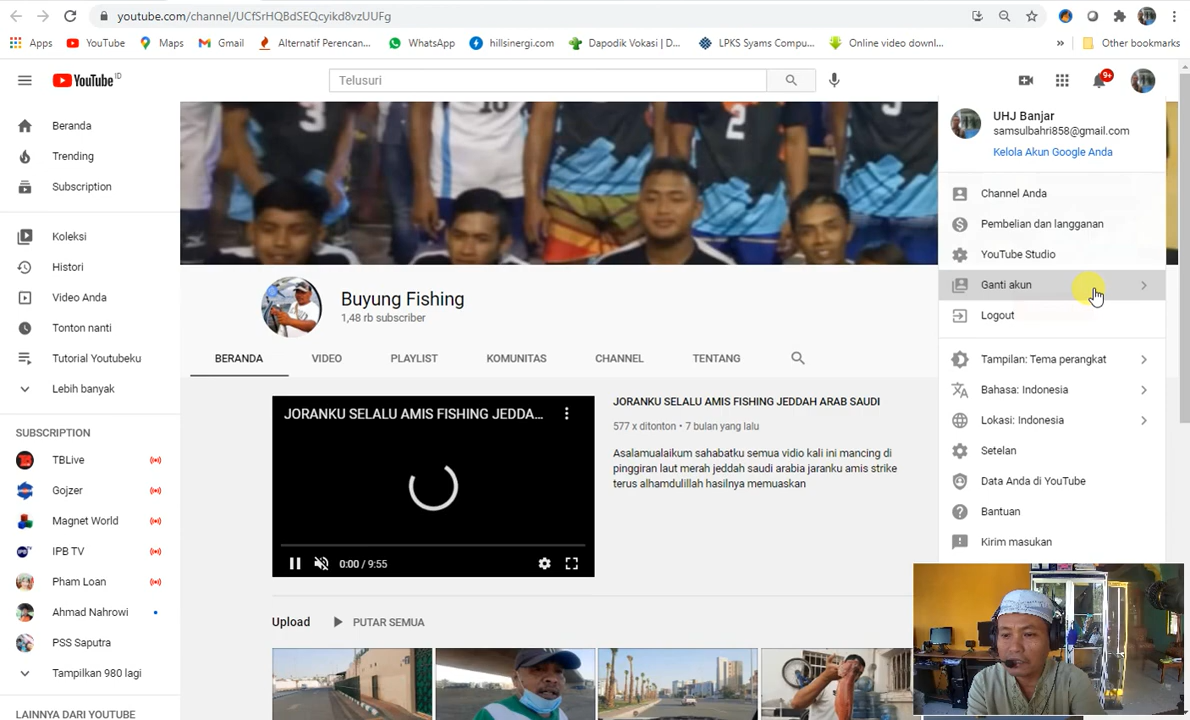 youtube.com/channel/UCfSrHQBdSEQcyikd8vzUUFg
Apps YouTube Maps Gmail Alternatif Perencan... WhatsApp hillsinergi.com Dapodik Vokasi | D... LPKS Syams Compu... Online video downl... » Other bookmarks
YouTube ID
Telusuri
9+
Beranda
Trending
Subscription
Koleksi
Histori
Video Anda
Tonton nanti
Tutorial Youtubeku
Lebih banyak
SUBSCRIPTION
TBLive
Gojzer
Magnet World
IPB TV
Pham Loan
Ahmad Nahrowi
PSS Saputra
Tampilkan 980 lagi
LAINNYA DARI YOUTUBE
10
2
Buyung Fishing
1,48 rb subscriber
BERANDA VIDEO PLAYLIST KOMUNITAS CHANNEL TENTANG
JORANKU SELALU AMIS FISHING JEDDA...
0:00 / 9:55
JORANKU SELALU AMIS FISHING JEDDAH ARAB SAUDI
577 x ditonton • 7 bulan yang lalu
Asalamualaikum sahabatku semua vidio kali ini mancing di
pinggiran laut merah jeddah saudi arabia jaranku amis strike
terus alhamdulillah hasilnya memuaskan
Upload PUTAR SEMUA
UHJ Banjar
samsulbahri858@gmail.com
Kelola Akun Google Anda
Channel Anda
Pembelian dan langganan
YouTube Studio
Ganti akun
Logout
Tampilan: Tema perangkat
Bahasa: Indonesia
Lokasi: Indonesia
Setelan
Data Anda di YouTube
Bantuan
Kirim masukan